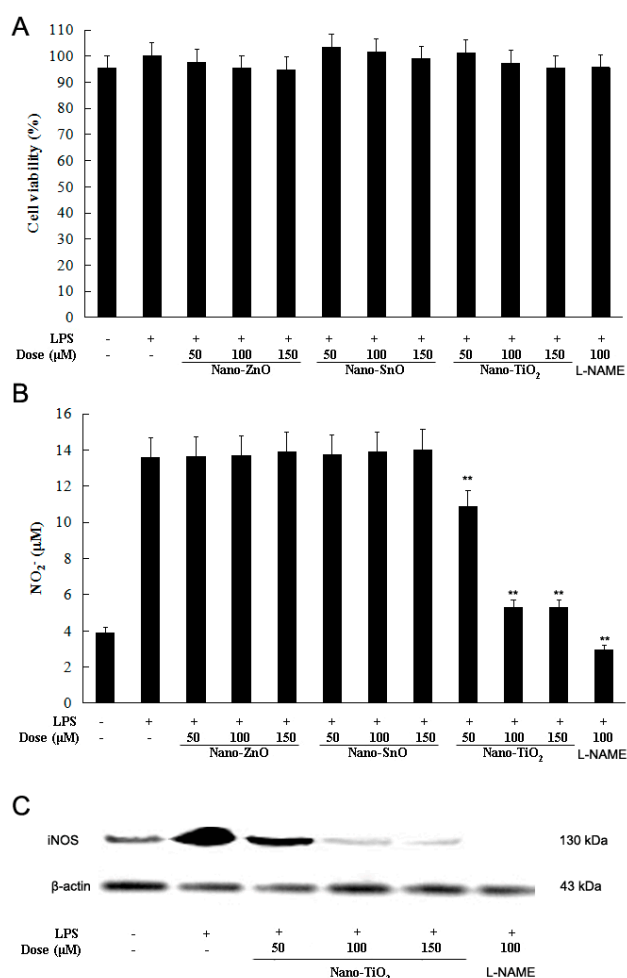 A
110
100
90
80
70
60
50
40
30
20
10
0
Cell viability (%)
LPS - + + + + + + + + + + +
Dose (µM) - - 50 100 150 50 100 150 50 100 150 100
Nano-ZnO Nano-SnO Nano-TiO₂ L-NAME
B
16
14
12
10
8
6
4
2
0
NO₂⁻ (µM)
**
** **
**
LPS - + + + + + + + + + + +
Dose (µM) - - 50 100 150 50 100 150 50 100 150 100
Nano-ZnO Nano-SnO Nano-TiO₂ L-NAME
C
iNOS 130 kDa
β-actin 43 kDa
LPS - + + + + +
Dose (µM) - - 50 100 150 100
Nano-TiO₂ L-NAME